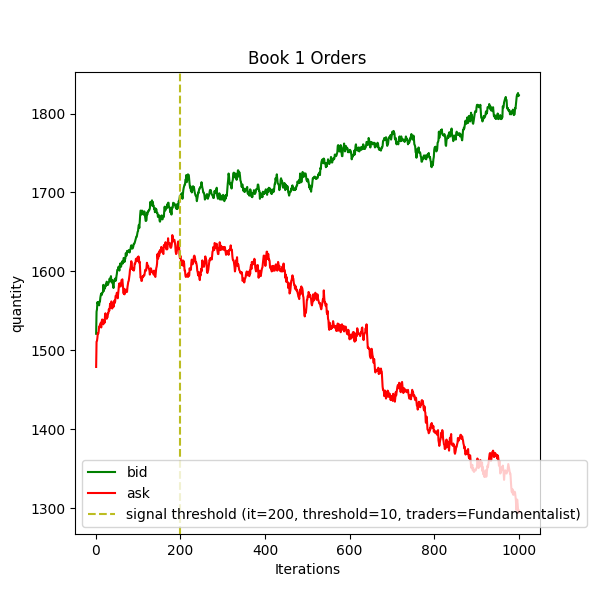 Book 1 Orders
quantity
1800
1700
1600
1500
1400
1300
bid
ask
signal threshold (it=200, threshold=10, traders=Fundamentalist)
0 200 400 600 800 1000
Iterations